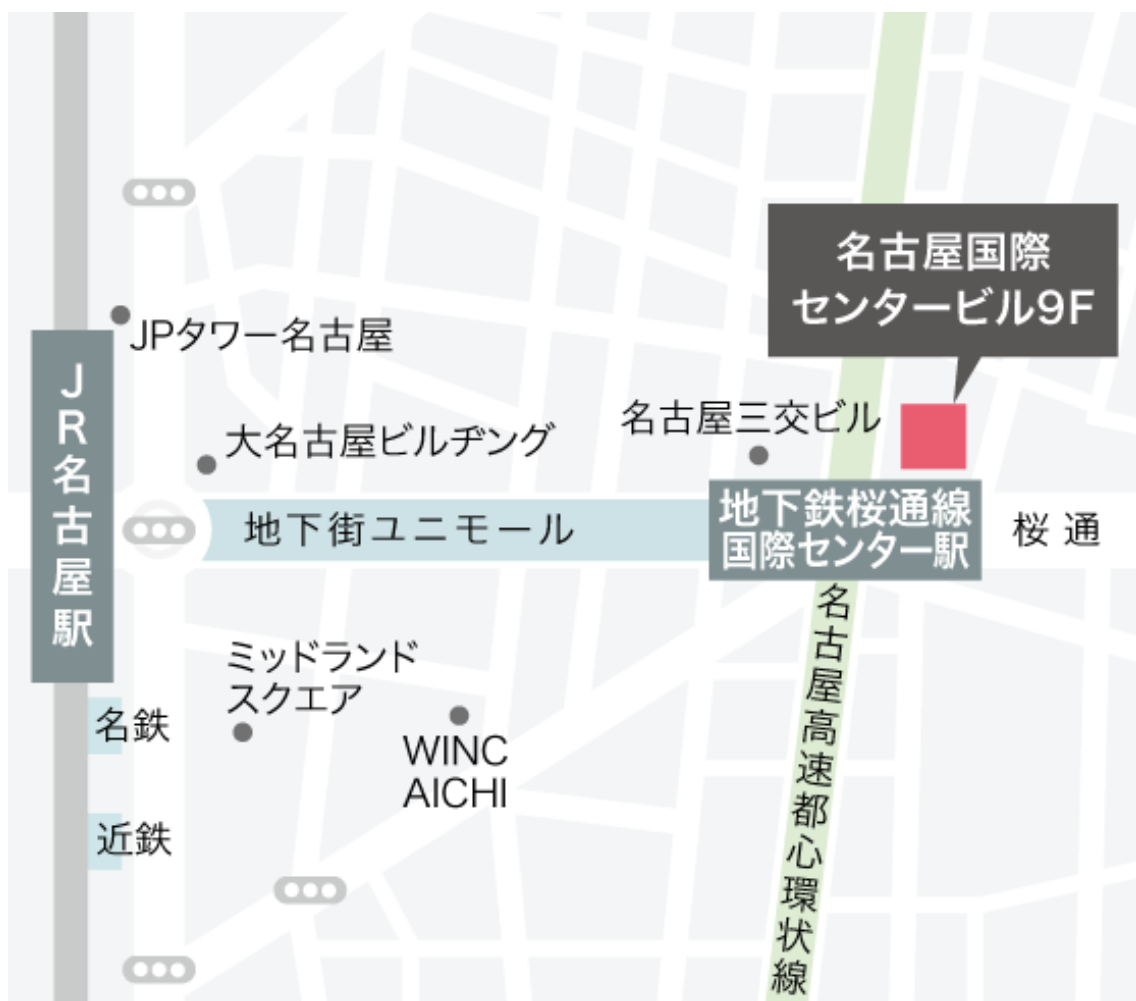 名古屋国際
センタービル9F
JPタワー名古屋
JR名古屋駅
名古屋三交ビル
大名古屋ビルヂング
地下街ユニモール
地下鉄桜通線
国際センター駅
桜通
名古屋高速都心環状線
ミッドランド
スクエア
名鉄
WINC
AICHI
近鉄